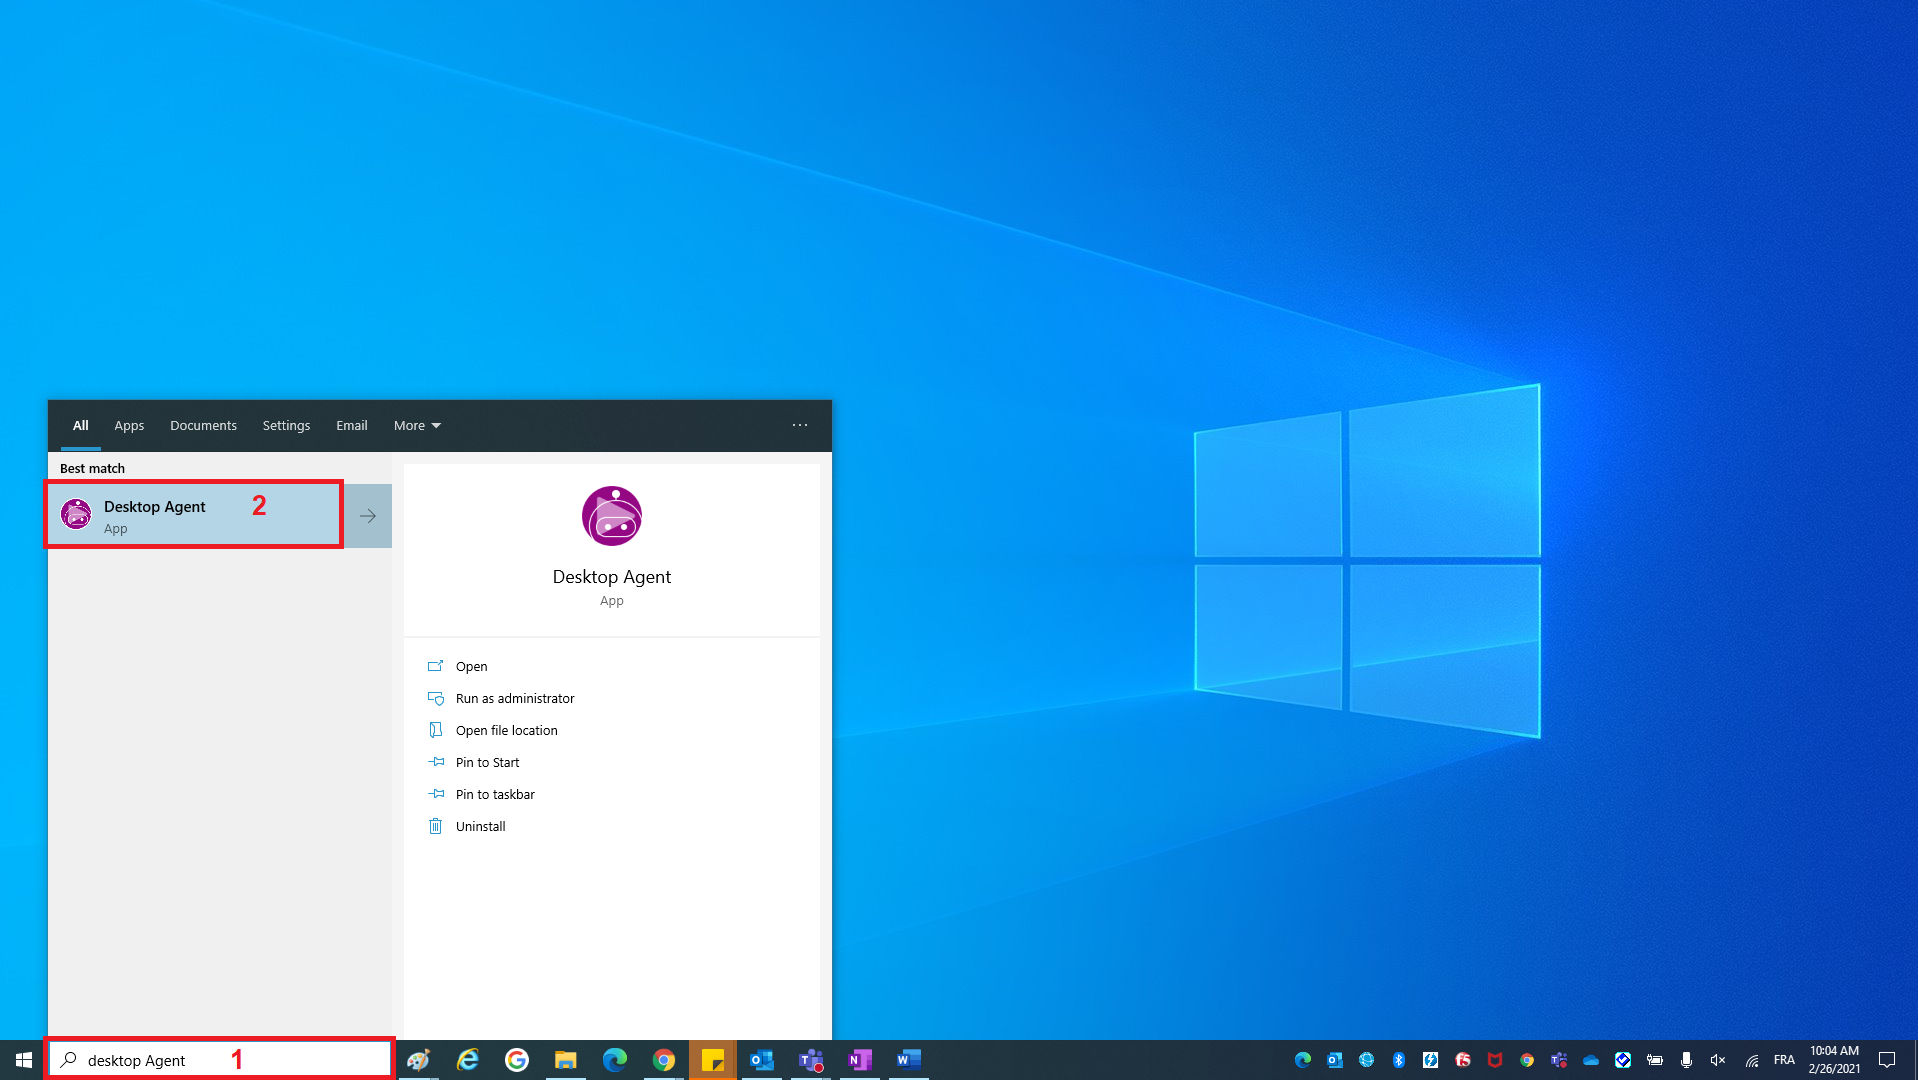 All Apps Documents Settings Email More ...
Best match
Desktop Agent 2
App
Desktop Agent
App
Open
Run as administrator
Open file location
Pin to Start
Pin to taskbar
Uninstall
desktop Agent 1
FRA
10:04 AM
2/26/2021